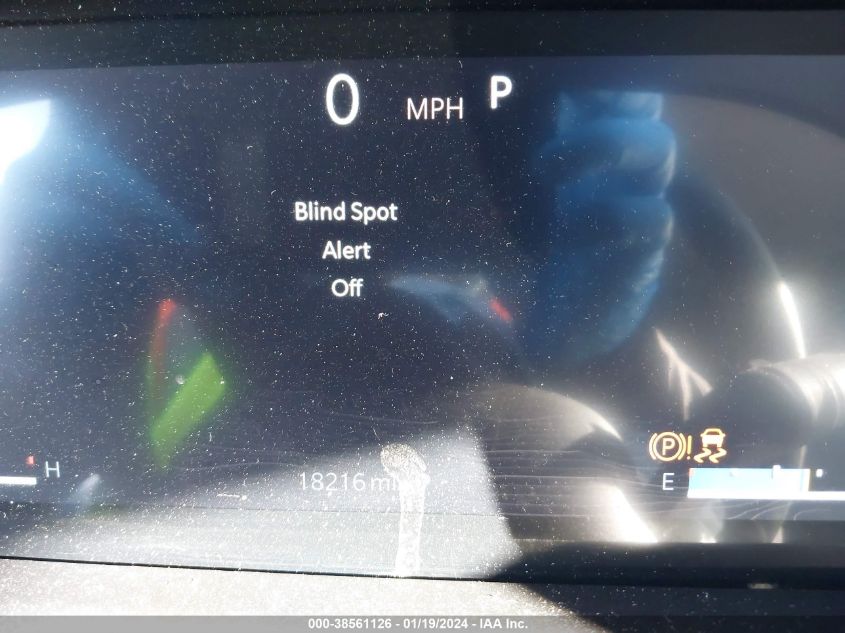 0 MPH P
Blind Spot
Alert
Off
(P)!
H
E
18216 mi
000-38561126 - 01/19/2024 - IAA Inc.